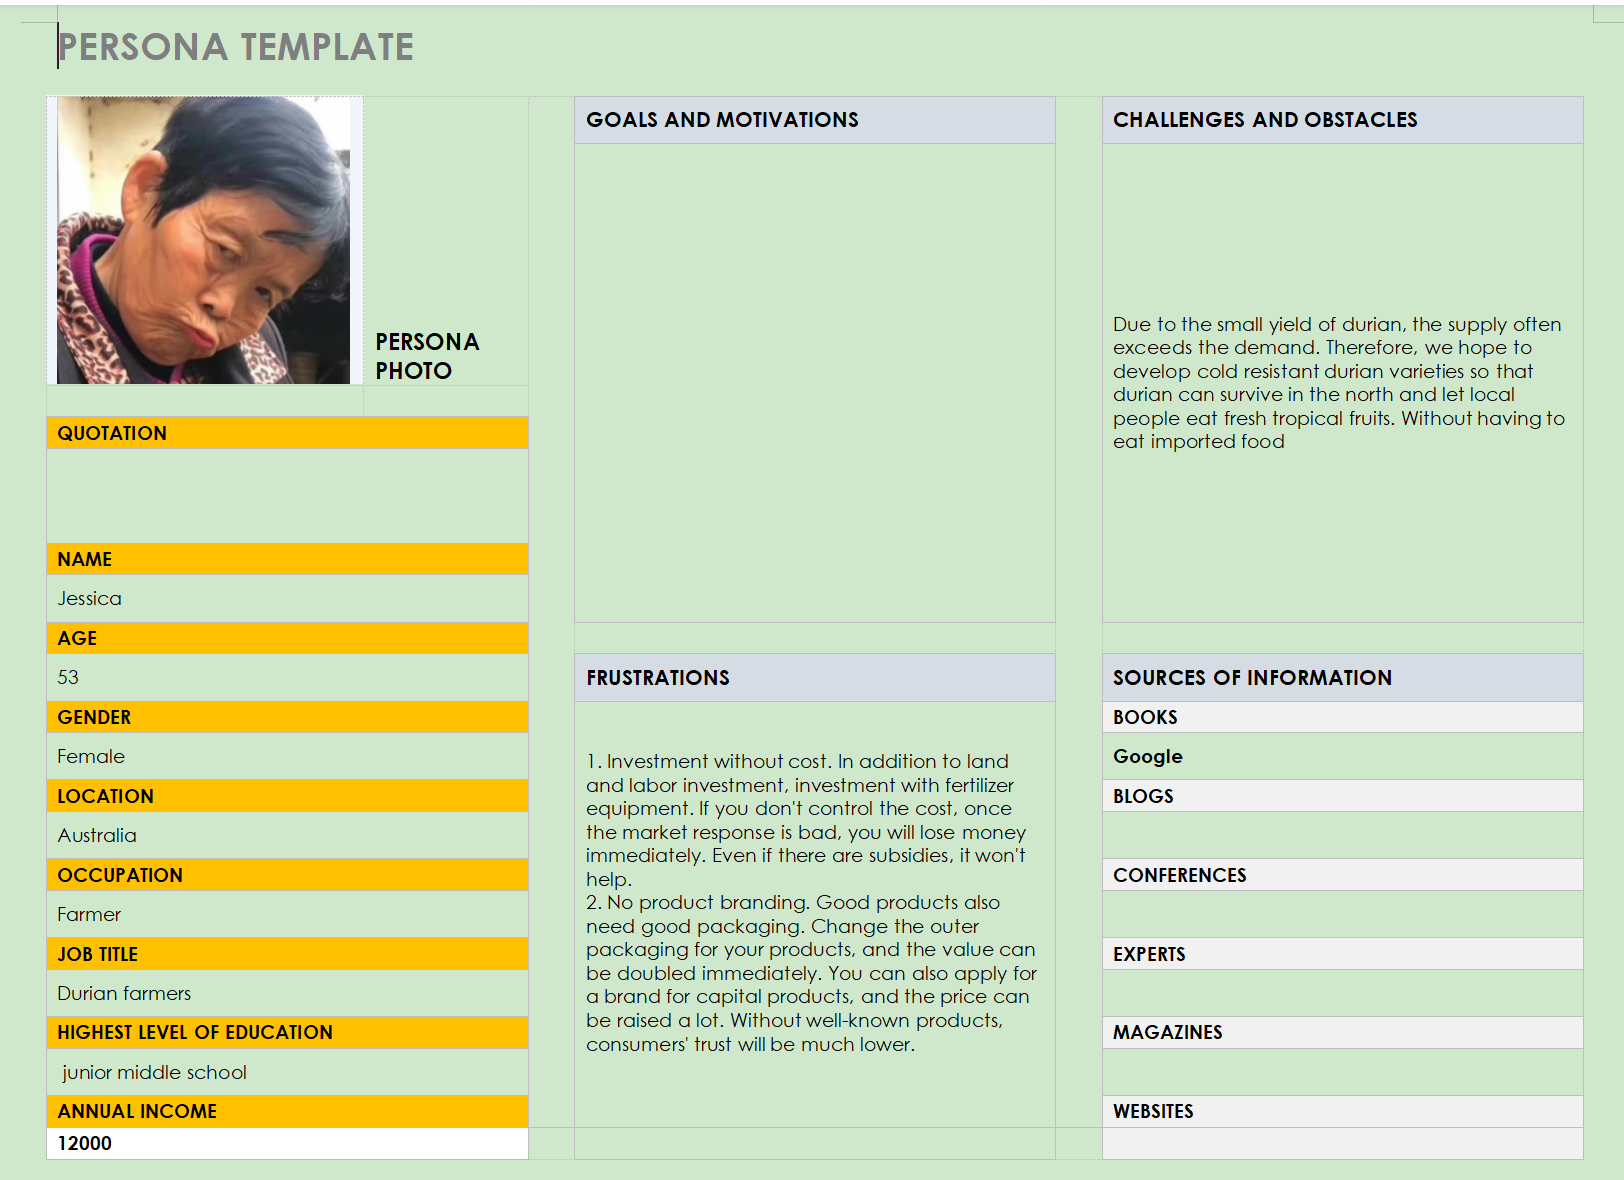 PERSONA TEMPLATE
PERSONA
PHOTO
QUOTATION
NAME
Jessica
AGE
53
GENDER
Female
LOCATION
Australia
OCCUPATION
Farmer
JOB TITLE
Durian farmers
HIGHEST LEVEL OF EDUCATION
junior middle school
ANNUAL INCOME
12000
GOALS AND MOTIVATIONS
FRUSTRATIONS
1. Investment without cost. In addition to land
and labor investment, investment with fertilizer
equipment. If you don't control the cost, once
the market response is bad, you will lose money
immediately. Even if there are subsidies, it won't
help.
2. No product branding. Good products also
need good packaging. Change the outer
packaging for your products, and the value can
be doubled immediately. You can also apply for
a brand for capital products, and the price can
be raised a lot. Without well-known products,
consumers' trust will be much lower.
CHALLENGES AND OBSTACLES
Due to the small yield of durian, the supply often
exceeds the demand. Therefore, we hope to
develop cold resistant durian varieties so that
durian can survive in the north and let local
people eat fresh tropical fruits. Without having to
eat imported food
SOURCES OF INFORMATION
BOOKS
Google
BLOGS
CONFERENCES
EXPERTS
MAGAZINES
WEBSITES